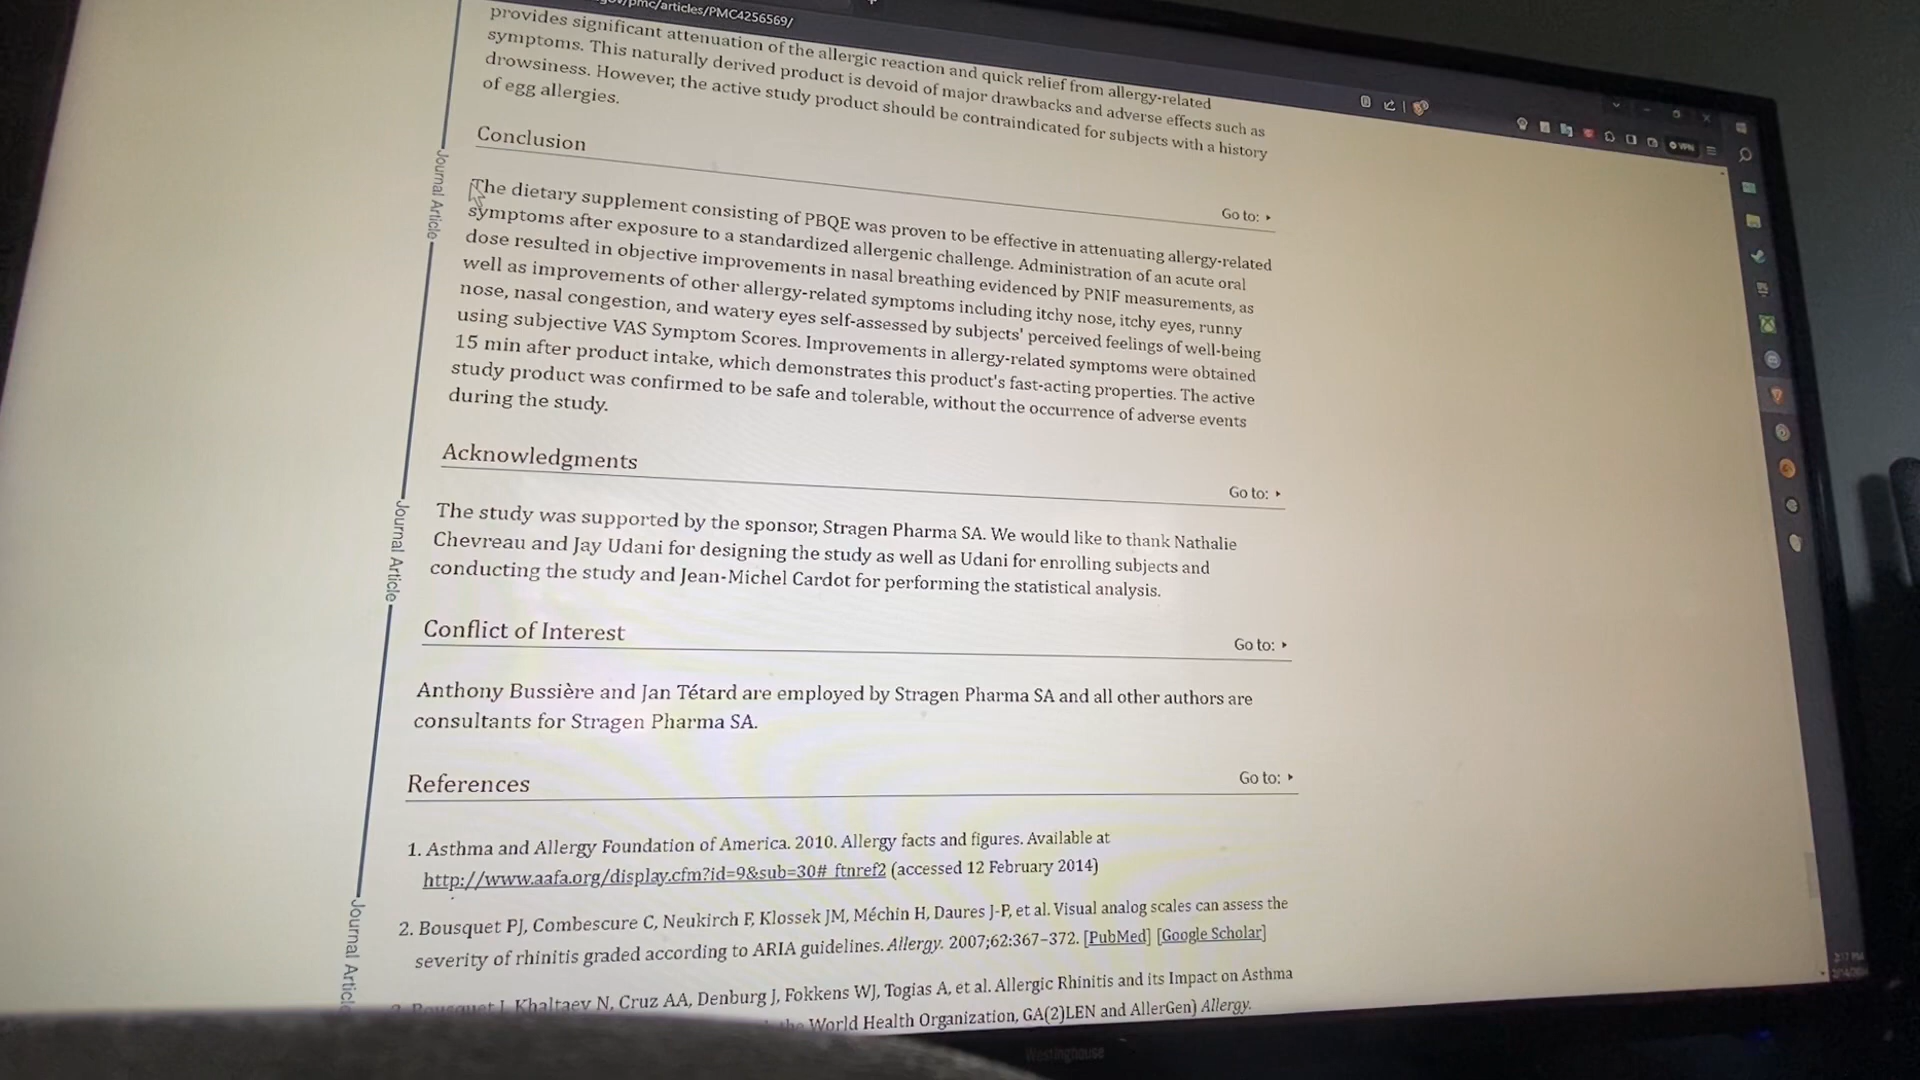 gov/pmc/articles/PMC4256569/
provides significant attenuation of the allergic reaction and quick relief from allergy-related
symptoms. This naturally derived product is devoid of major drawbacks and adverse effects such as
drowsiness. However, the active study product should be contraindicated for subjects with a history
of egg allergies.
VPN
Conclusion
Go to:
The dietary supplement consisting of PBQE was proven to be effective in attenuating allergy-related
symptoms after exposure to a standardized allergenic challenge. Administration of an acute oral
dose resulted in objective improvements in nasal breathing evidenced by PNIF measurements, as
well as improvements of other allergy-related symptoms including itchy nose, itchy eyes, runny
nose, nasal congestion, and watery eyes self-assessed by subjects' perceived feelings of well-being
using subjective VAS Symptom Scores. Improvements in allergy-related symptoms were obtained
15 min after product intake, which demonstrates this product's fast-acting properties. The active
study product was confirmed to be safe and tolerable, without the occurrence of adverse events
during the study.
Journal Article
Acknowledgments
Go to:
The study was supported by the sponsor, Stragen Pharma SA. We would like to thank Nathalie
Chevreau and Jay Udani for designing the study as well as Udani for enrolling subjects and
conducting the study and Jean-Michel Cardot for performing the statistical analysis.
Journal Article
Conflict of Interest
Go to:
Anthony Bussière and Jan Tétard are employed by Stragen Pharma SA and all other authors are
consultants for Stragen Pharma SA.
References
Go to:
1. Asthma and Allergy Foundation of America. 2010. Allergy facts and figures. Available at
http://www.aafa.org/display.cfm?id=9&sub=30#_ftnref2 (accessed 12 February 2014)
2. Bousquet PJ, Combescure C, Neukirch F, Klossek JM, Méchin H, Daures J-P, et al. Visual analog scales can assess the
severity of rhinitis graded according to ARIA guidelines. Allergy. 2007;62:367–372. [PubMed] [Google Scholar]
Bousquet J, Khaltaev N, Cruz AA, Denburg J, Fokkens WJ, Togias A, et al. Allergic Rhinitis and its Impact on Asthma
the World Health Organization, GA(2)LEN and AllerGen) Allergy.
Journal Article
Westinghouse